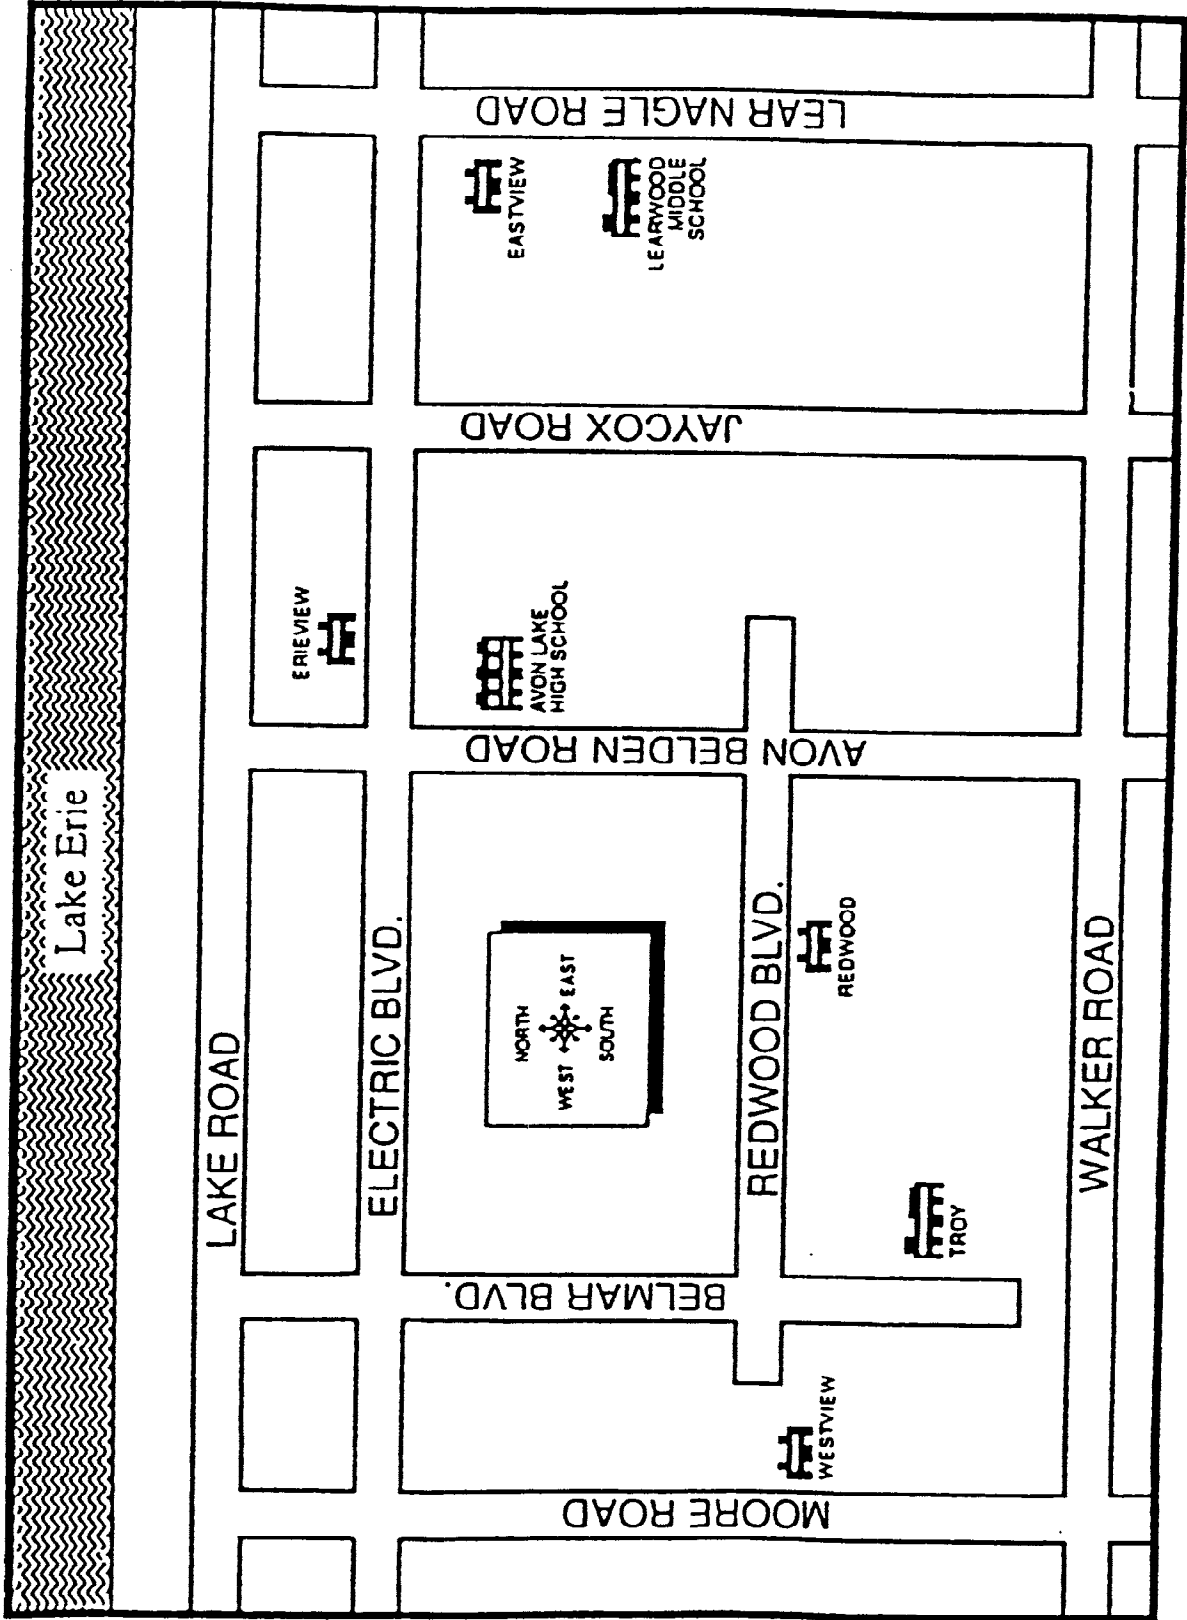 Lake Erie
LAKE ROAD
ELECTRIC BLVD.
REDWOOD BLVD.
WALKER ROAD
MOORE ROAD
BELMAR BLVD.
AVON BELDEN ROAD
JAYCOX ROAD
LEAR NAGLE ROAD
ERIEVIEW
AVON LAKE
HIGH SCHOOL
EASTVIEW
LEARWOOD
MIDDLE
SCHOOL
NORTH
WEST EAST
SOUTH
REDWOOD
TROY
WESTVIEW